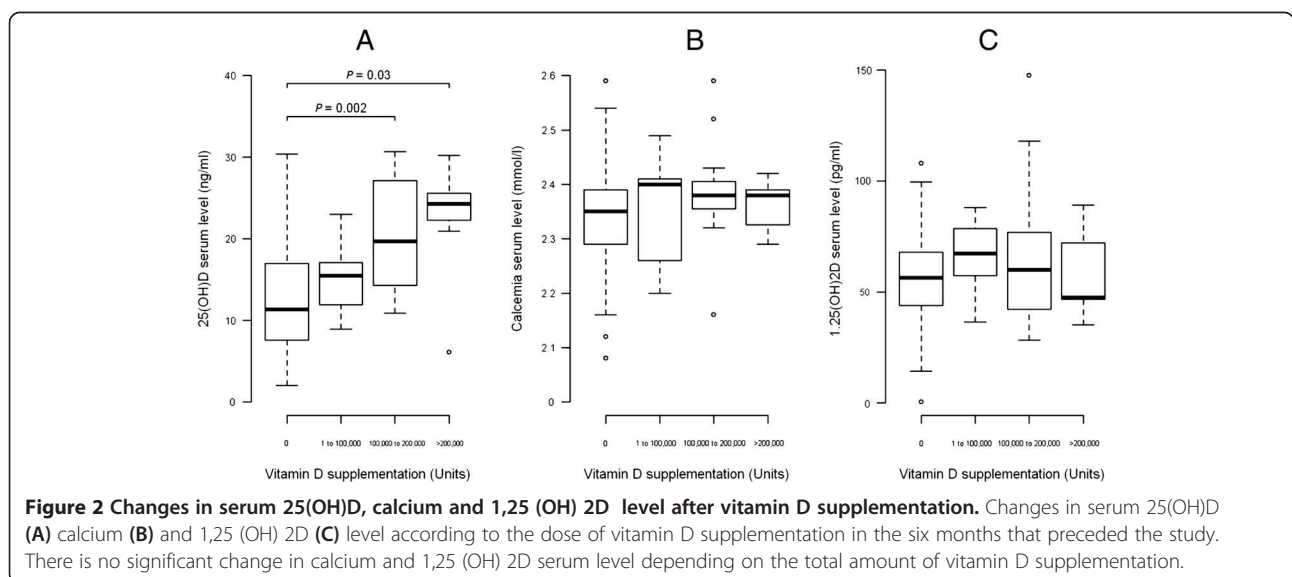 A
B
C
25(OH)D serum level (ng/ml)
40
30
20
10
0
P = 0.03
P = 0.002
0
1 to 100,000
100,000 to 200,000
>200,000
Vitamin D supplementation (Units)
Calcemia serum level (mmol/l)
2 6
2.5
2.4
2.3
2.2
2 1
0
0
1 to 100,000
100,000 to 200,000
>200,000
Vitamin D supplementation (Units)
1.25(OH)2D serum level (pg/ml)
150
100
50
0
0
1 to 100,000
100,000 to 200,000
>200,000
Vitamin D supplementation (Units)
Figure 2 Changes in serum 25(OH)D, calcium and 1,25 (OH) 2D level after vitamin D supplementation. Changes in serum 25(OH)D
(A) calcium (B) and 1,25 (OH) 2D (C) level according to the dose of vitamin D supplementation in the six months that preceded the study.
There is no significant change in calcium and 1,25 (OH) 2D serum level depending on the total amount of vitamin D supplementation.